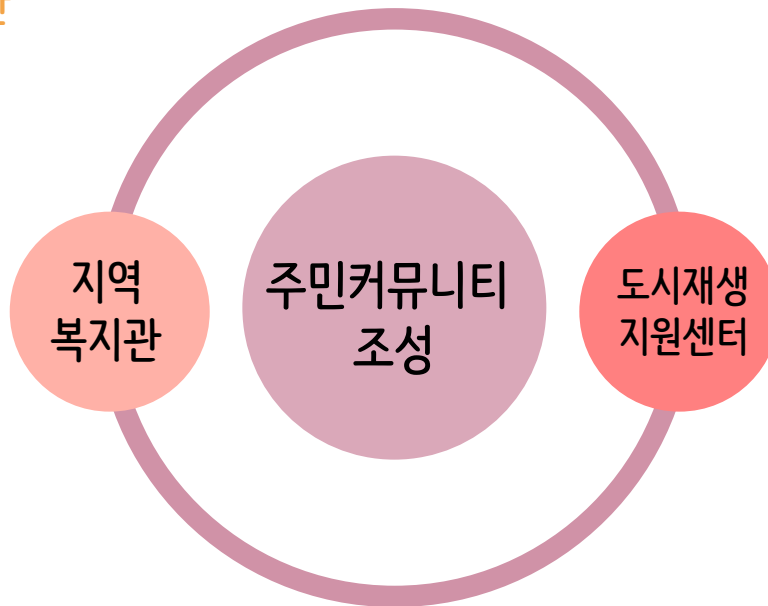 지역
복지관
주민커뮤니티
조성
도시재생
지원센터